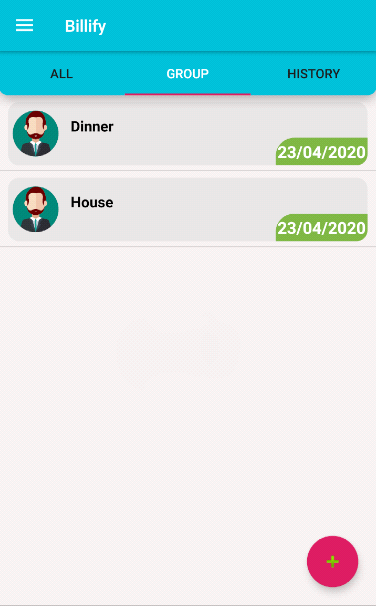 Billify
ALL GROUP HISTORY
Dinner
23/04/2020
House
23/04/2020
+